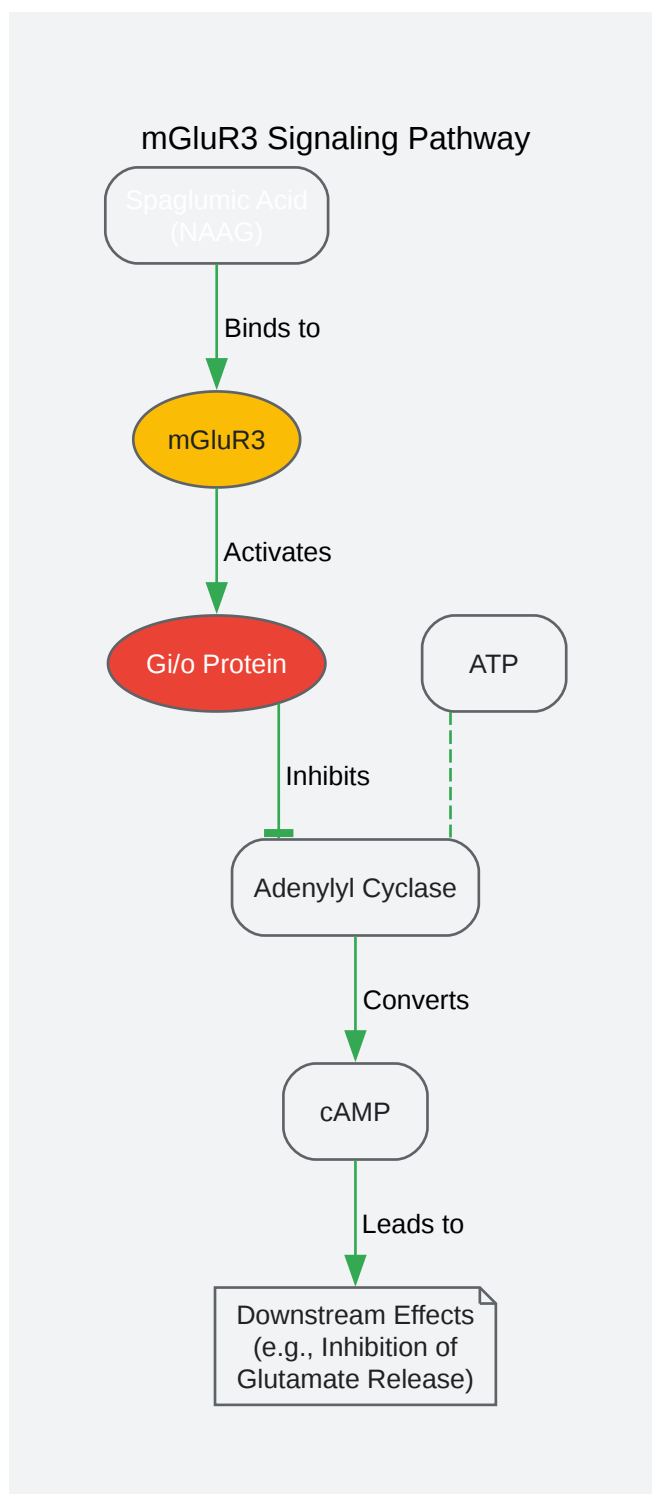 mGluR3 Signaling Pathway
Spaglumic Acid
(NAAG)
Binds to
mGluR3
Activates
Gi/o Protein
ATP
Inhibits
Adenylyl Cyclase
Converts
cAMP
Leads to
Downstream Effects
(e.g., Inhibition of
Glutamate Release)